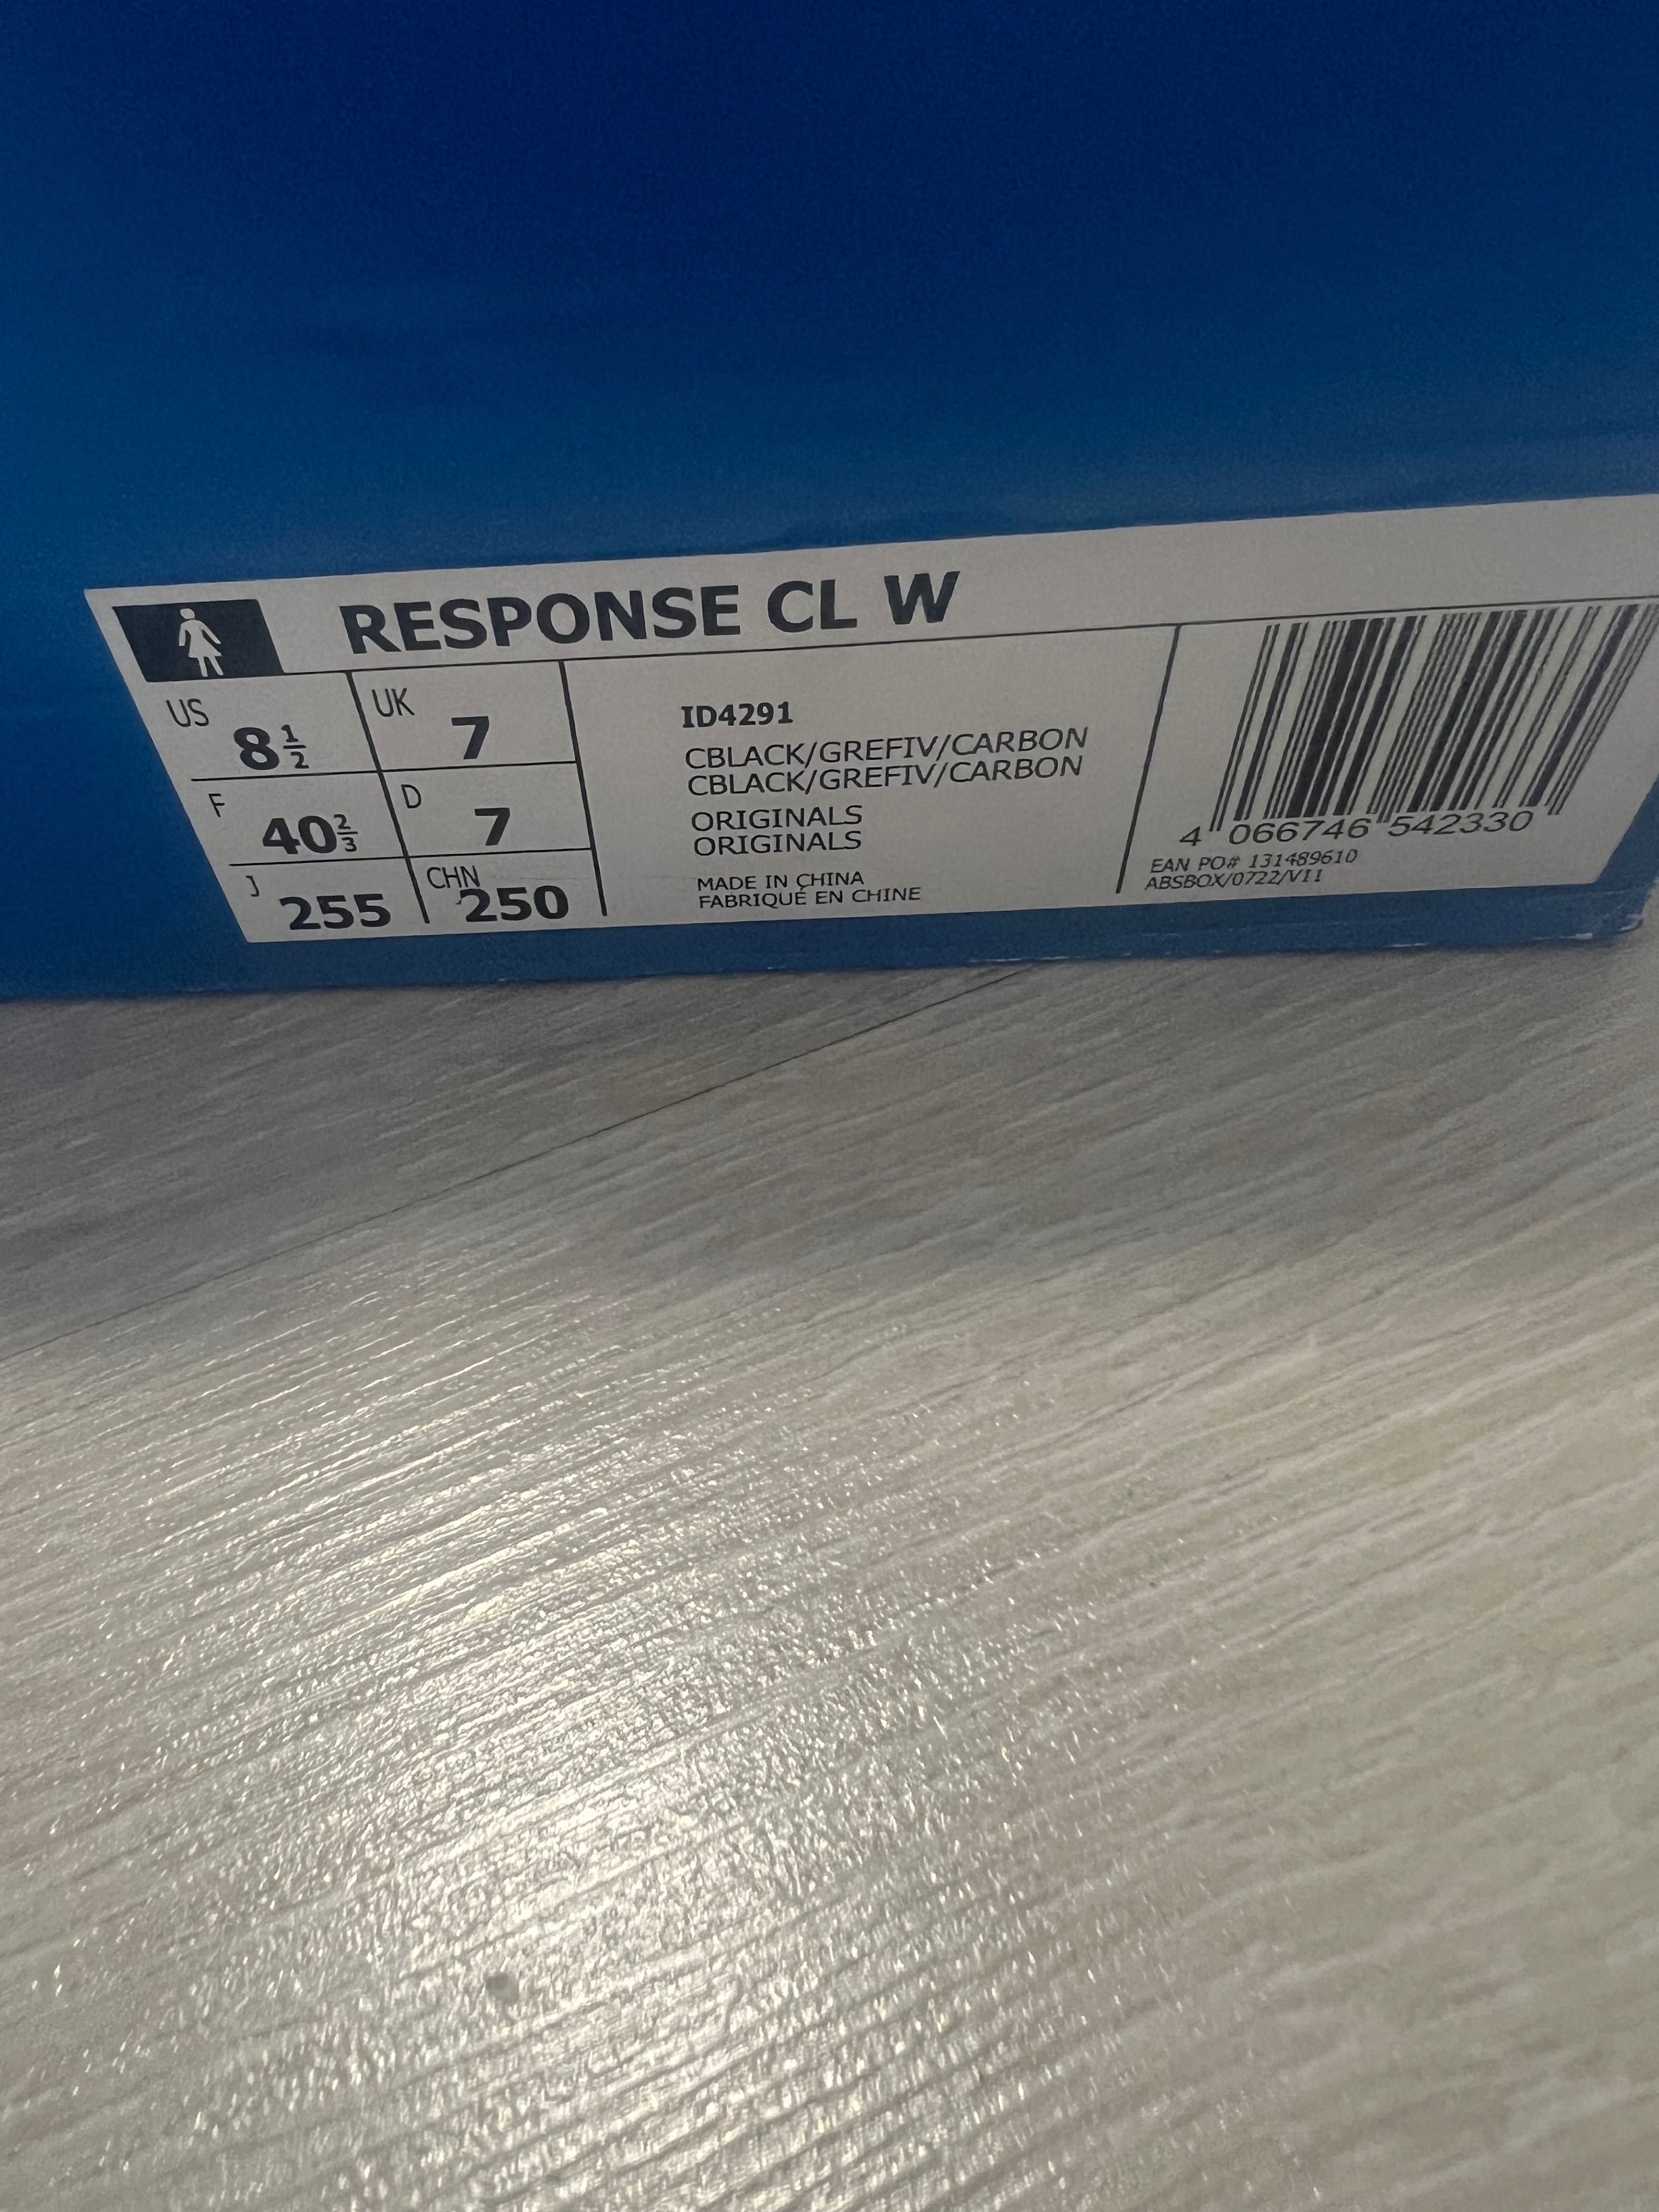 RESPONSE CL W
US 8½ UK 7
F 40⅔ D 7
J 255 CHN 250
ID4291
CBLACK/GREFIV/CARBON
CBLACK/GREFIV/CARBON
ORIGINALS
ORIGINALS
MADE IN CHINA
FABRIQUÉ EN CHINE
4 066746 542330
EAN PO# 131489610
ABSBOX/0722/V11